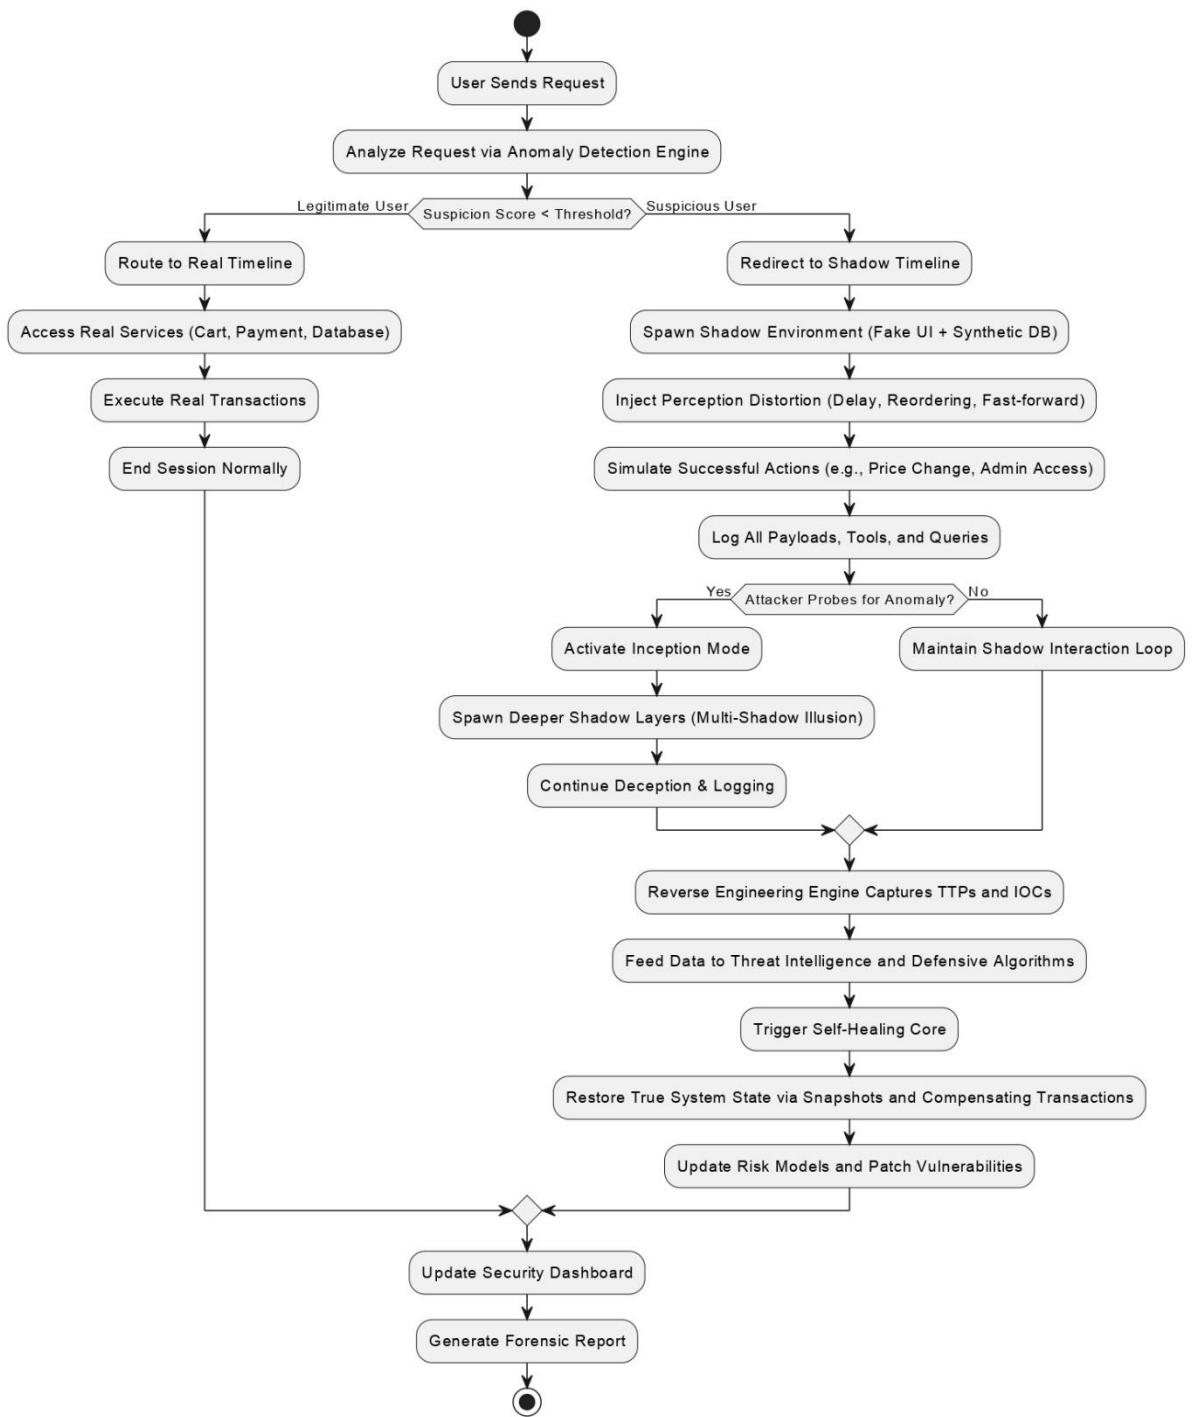 User Sends Request
Analyze Request via Anomaly Detection Engine
Legitimate User
Suspicion Score < Threshold?
Suspicious User
Route to Real Timeline
Access Real Services (Cart, Payment, Database)
Execute Real Transactions
End Session Normally
Redirect to Shadow Timeline
Spawn Shadow Environment (Fake UI + Synthetic DB)
Inject Perception Distortion (Delay, Reordering, Fast-forward)
Simulate Successful Actions (e.g., Price Change, Admin Access)
Log All Payloads, Tools, and Queries
Yes
Attacker Probes for Anomaly?
No
Activate Inception Mode
Spawn Deeper Shadow Layers (Multi-Shadow Illusion)
Continue Deception & Logging
Maintain Shadow Interaction Loop
Reverse Engineering Engine Captures TTPs and IOCs
Feed Data to Threat Intelligence and Defensive Algorithms
Trigger Self-Healing Core
Restore True System State via Snapshots and Compensating Transactions
Update Risk Models and Patch Vulnerabilities
Update Security Dashboard
Generate Forensic Report